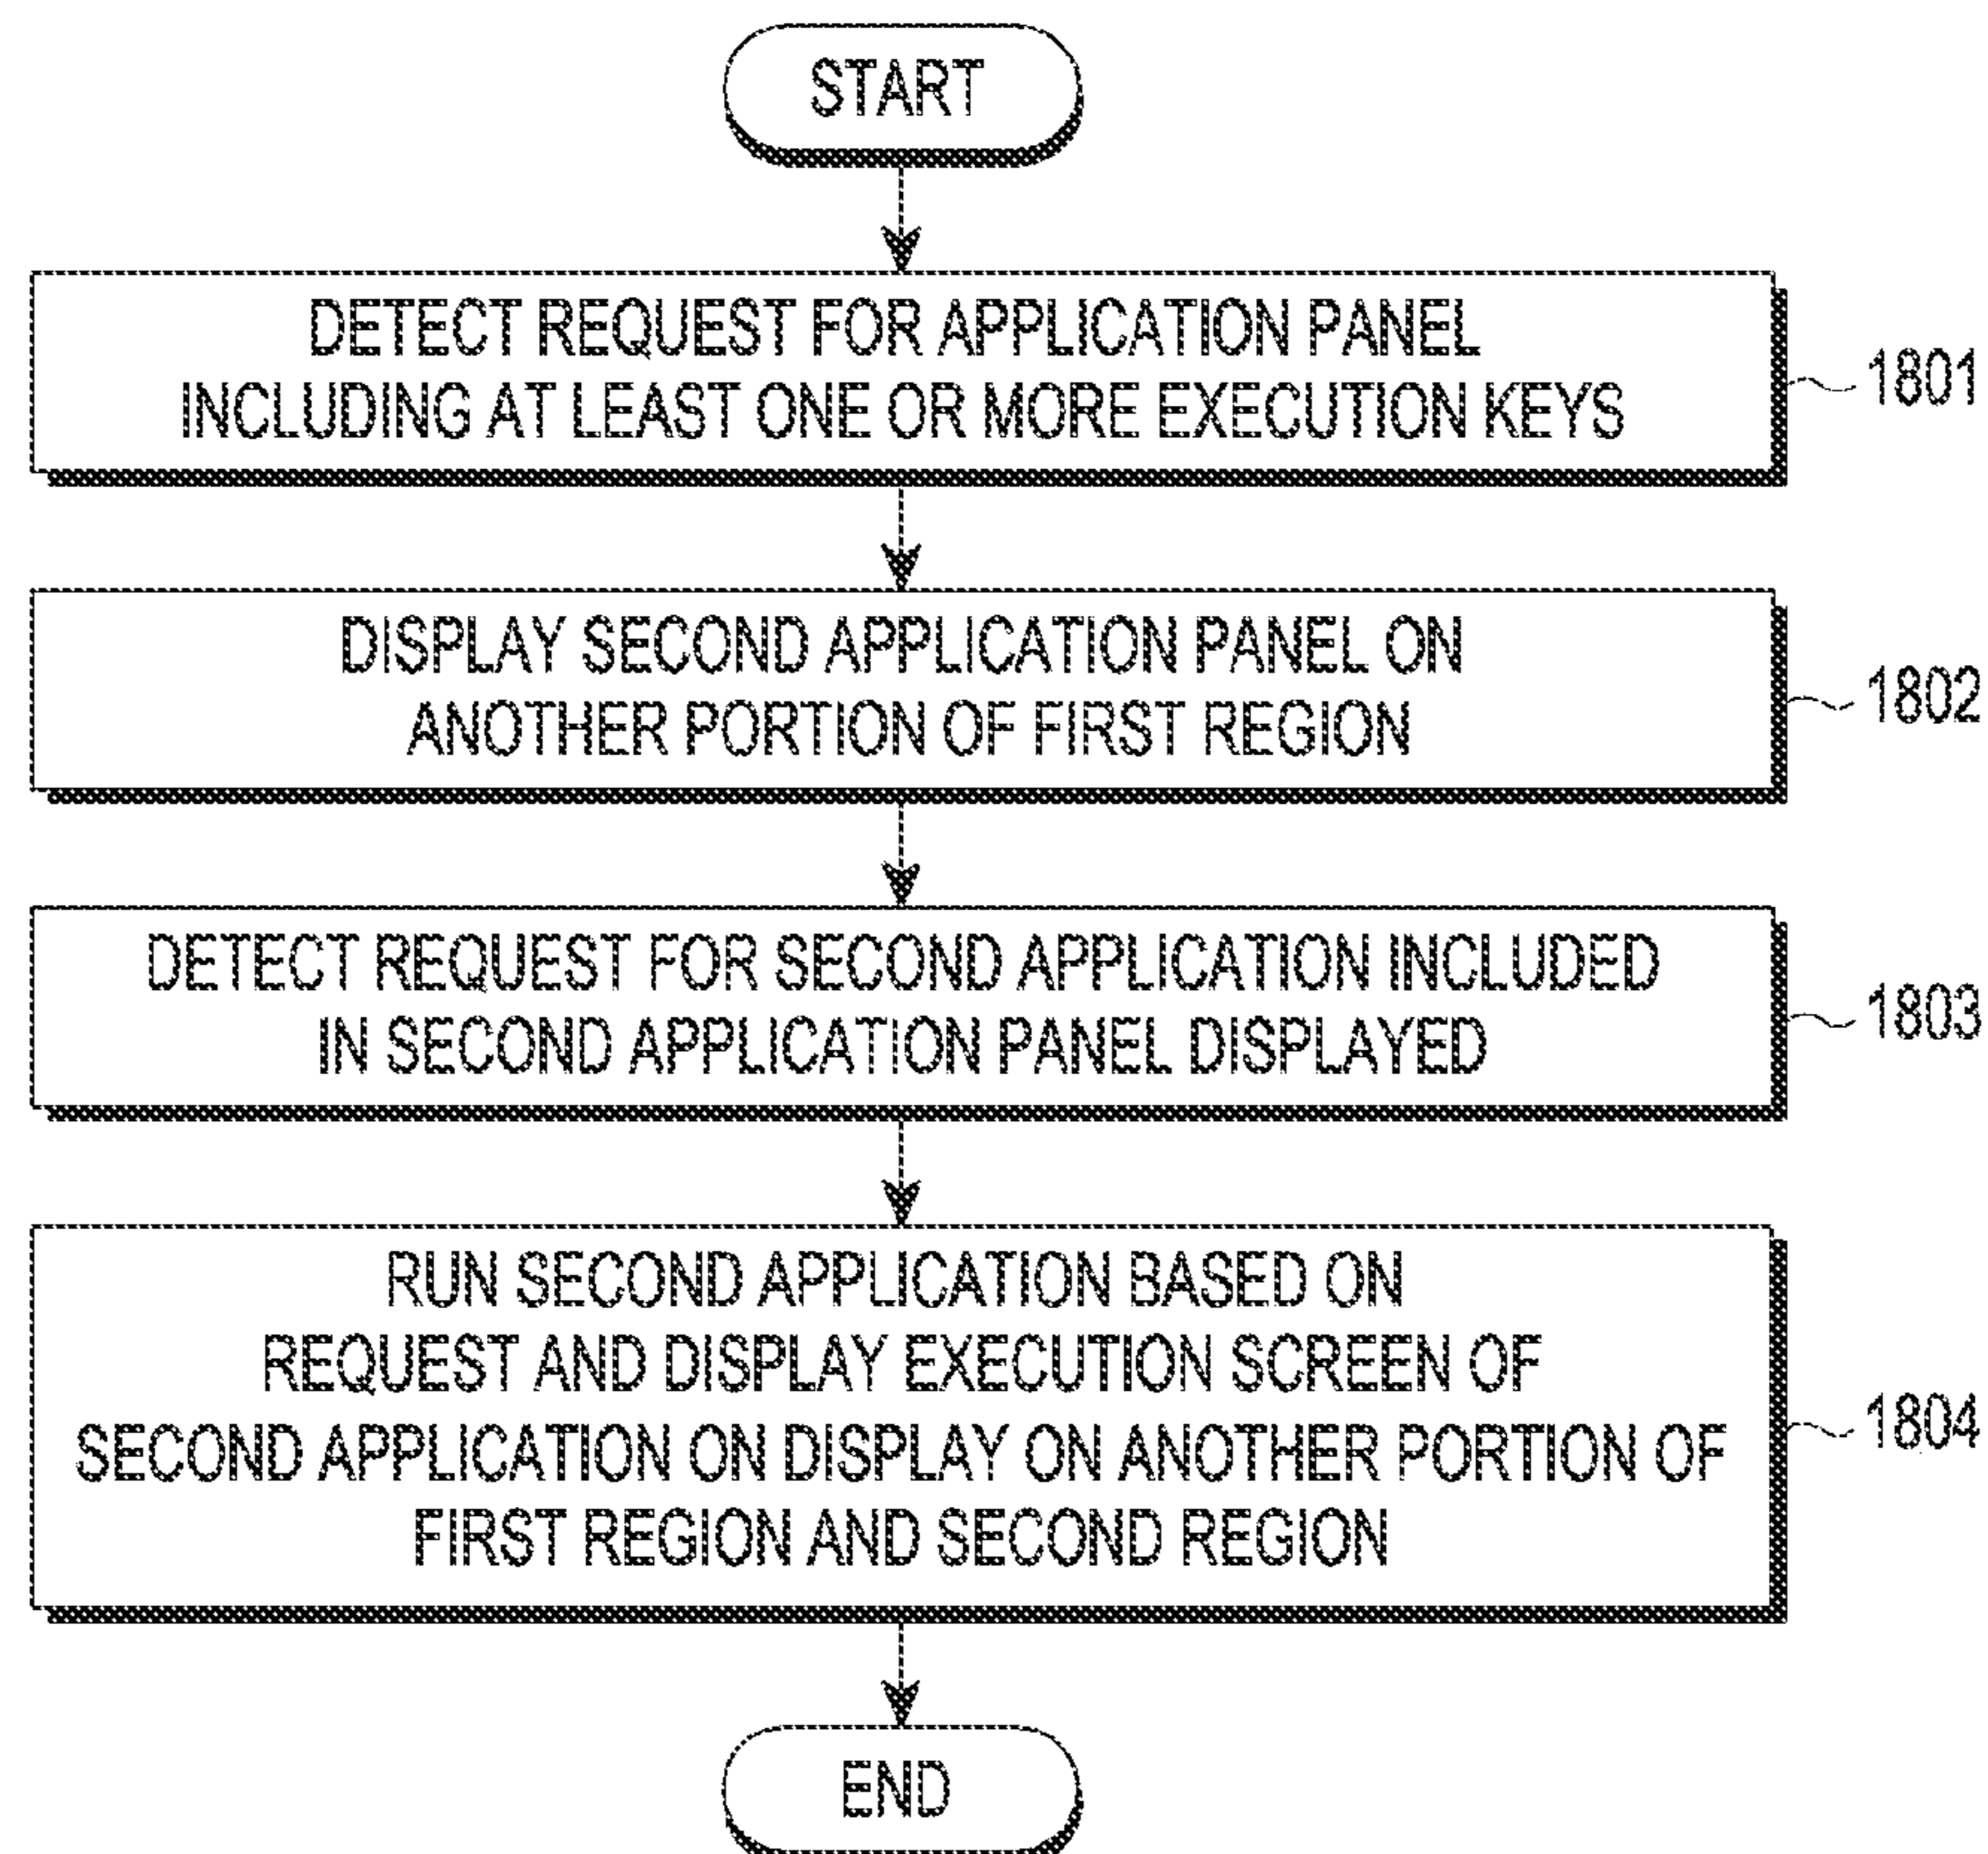 START
DETECT REQUEST FOR APPLICATION PANEL
INCLUDING AT LEAST ONE OR MORE EXECUTION KEYS
1801
DISPLAY SECOND APPLICATION PANEL ON
ANOTHER PORTION OF FIRST REGION
1802
DETECT REQUEST FOR SECOND APPLICATION INCLUDED
IN SECOND APPLICATION PANEL DISPLAYED
1803
RUN SECOND APPLICATION BASED ON
REQUEST AND DISPLAY EXECUTION SCREEN OF
SECOND APPLICATION ON DISPLAY ON ANOTHER PORTION OF
FIRST REGION AND SECOND REGION
1804
END